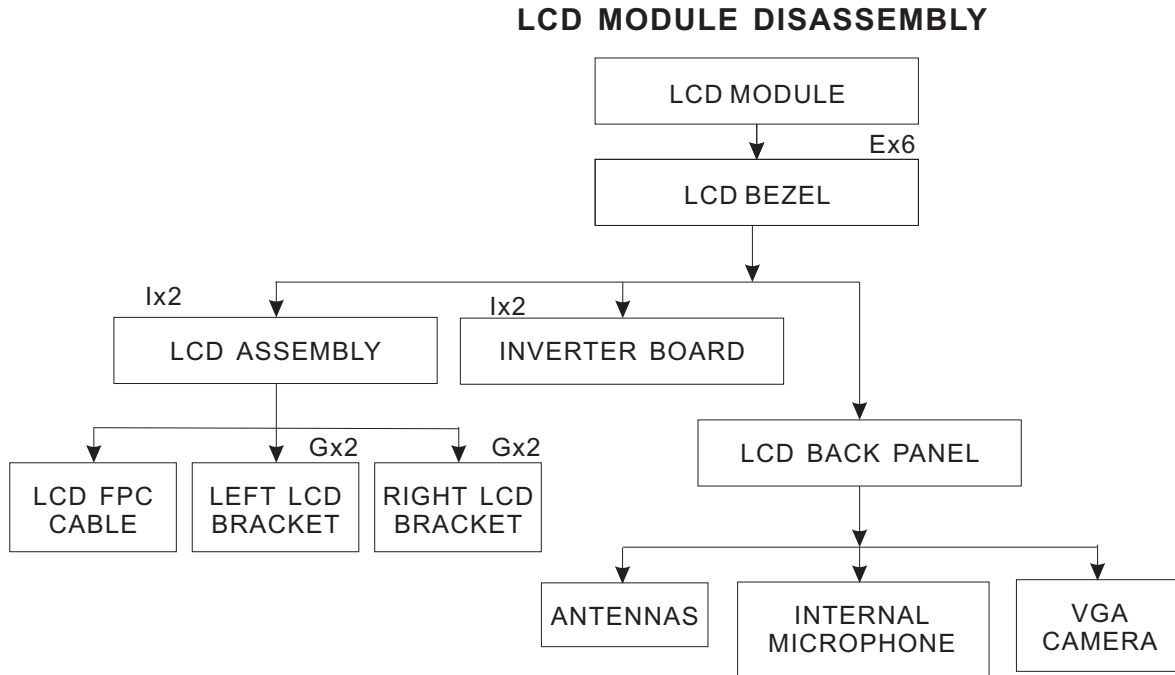 LCD MODULE DISASSEMBLY
LCD MODULE
Ex6
LCD BEZEL
Ix2
LCD ASSEMBLY
Ix2
INVERTER BOARD
LCD BACK PANEL
LCD FPC
CABLE
Gx2
LEFT LCD
BRACKET
Gx2
RIGHT LCD
BRACKET
ANTENNAS
INTERNAL
MICROPHONE
VGA
CAMERA